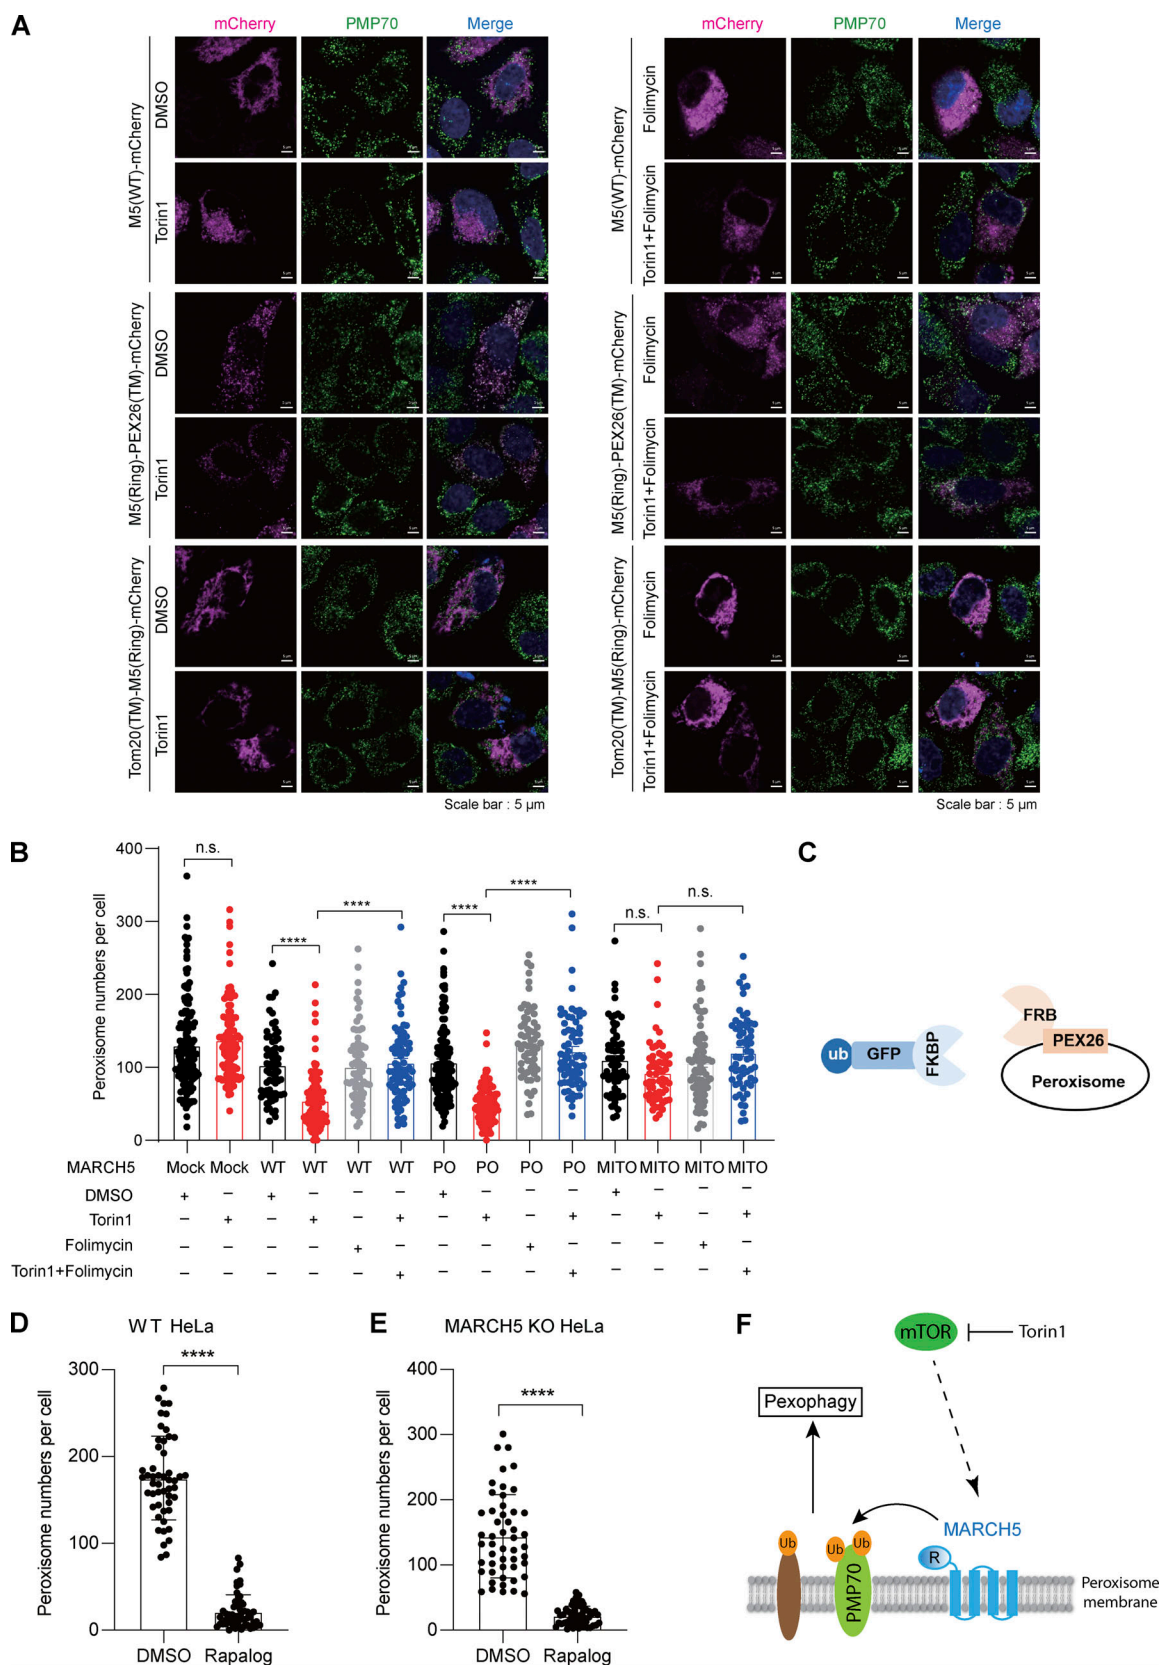 A
mCherry PMP70 Merge
mCherry PMP70 Merge
M5(WT)-mCherry
DMSO
Torin1
M5(WT)-mCherry
Folimycin
Torin1+Folimycin
M5(Ring)-PEX26(TM)-mCherry
DMSO
Torin1
M5(Ring)-PEX26(TM)-mCherry
Folimycin
Torin1+Folimycin
Tom20(TM)-M5(Ring)-mCherry
DMSO
Torin1
Tom20(TM)-M5(Ring)-mCherry
Folimycin
Torin1+Folimycin
Scale bar : 5 µm
Scale bar : 5 µm
B
Peroxisome numbers per cell
400
300
200
100
0
n.s.
****
****
****
****
n.s.
n.s.
MARCH5 Mock Mock WT WT WT WT PO PO PO PO MITO MITO MITO MITO
DMSO + − + − − − + − − − + − − −
Torin1 − + − + − + − + − + − + − +
Folimycin − − − − + − − − + − − − + −
Torin1+Folimycin − − − − − + − − − + − − − +
C
ub GFP FKBP
FRB
PEX26
Peroxisome
D
WT HeLa
****
Peroxisome numbers per cell
300
200
100
0
DMSO Rapalog
E
MARCH5 KO HeLa
****
Peroxisome numbers per cell
400
300
200
100
0
DMSO Rapalog
F
mTOR Torin1
Pexophagy
MARCH5
Ub Ub Ub
R
PMP70
Peroxisome
membrane